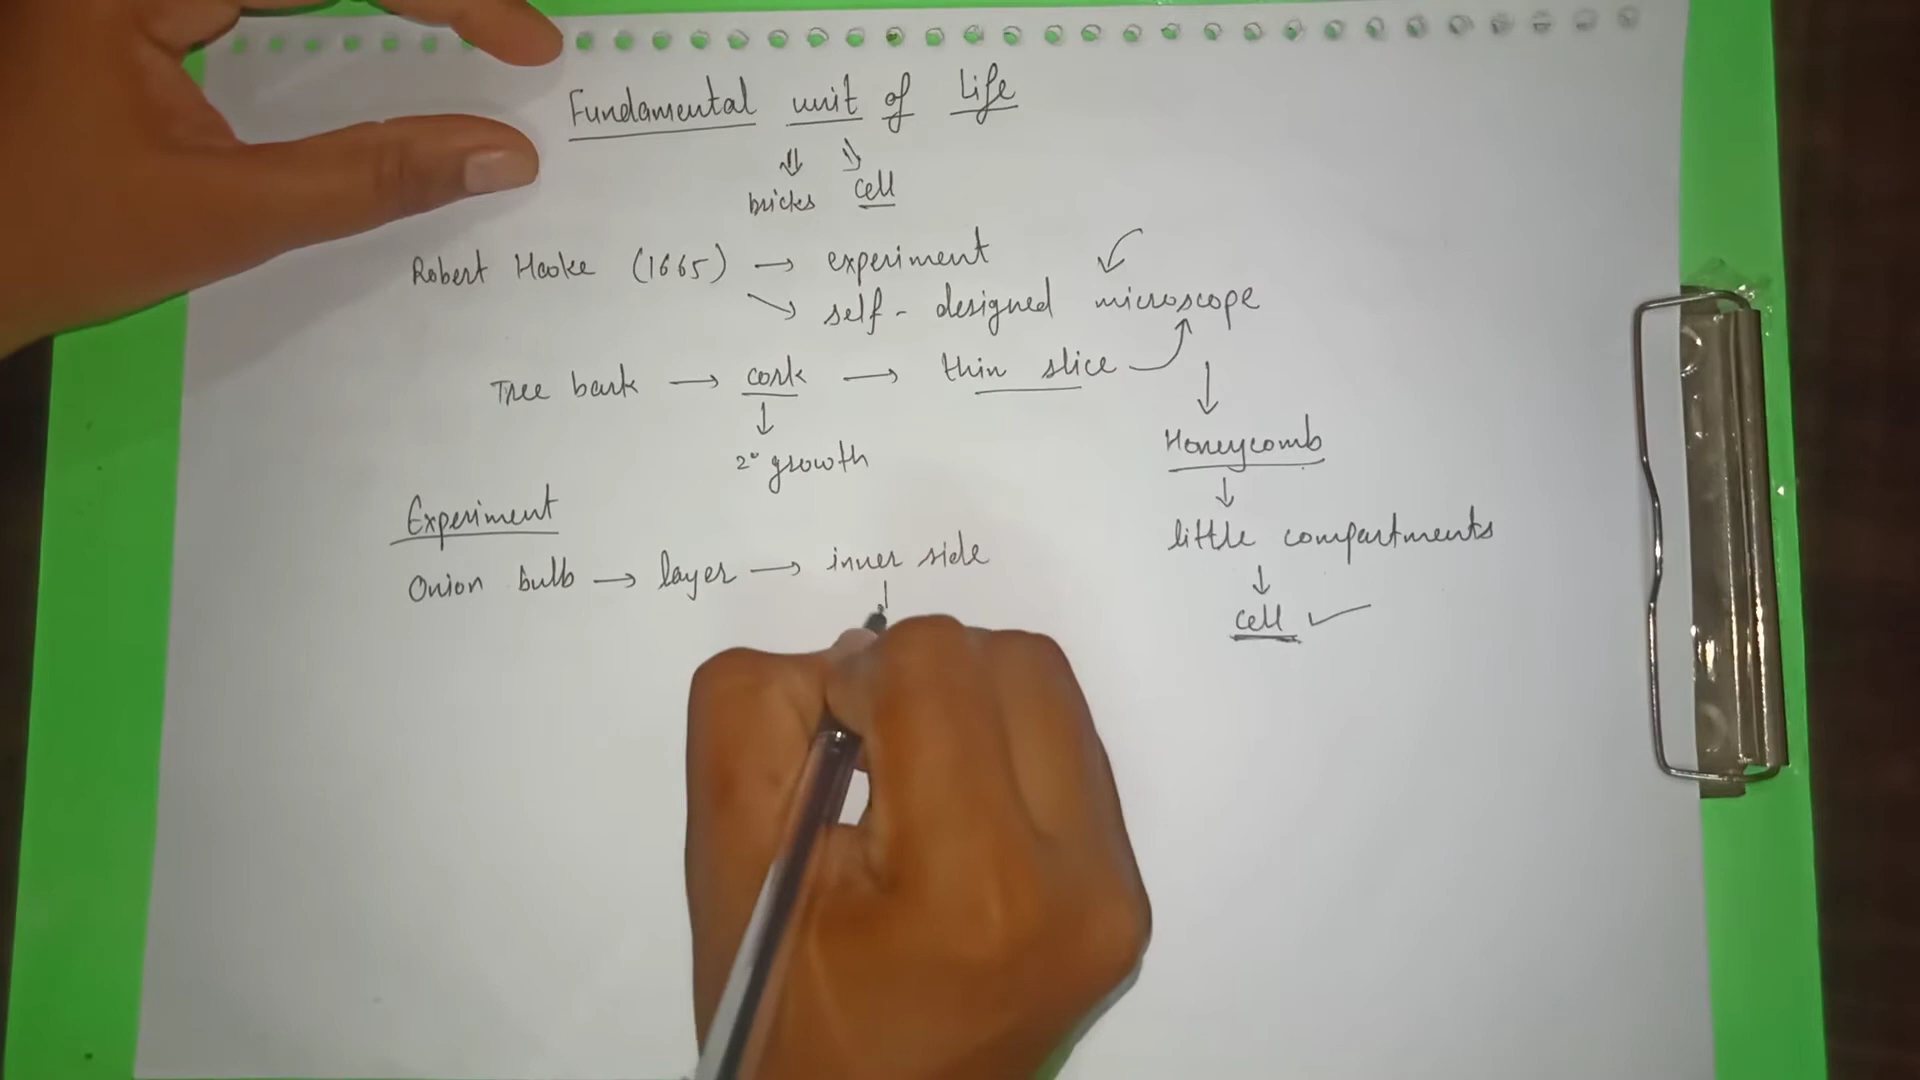 Fundamental unit of Life
bricks cell
Robert Hooke (1665) → experiment
self - designed microscope
Tree bark → cork → thin slice
2° growth
Honeycomb
little compartments
cell ✓
Experiment
Onion bulb → layer → inner side